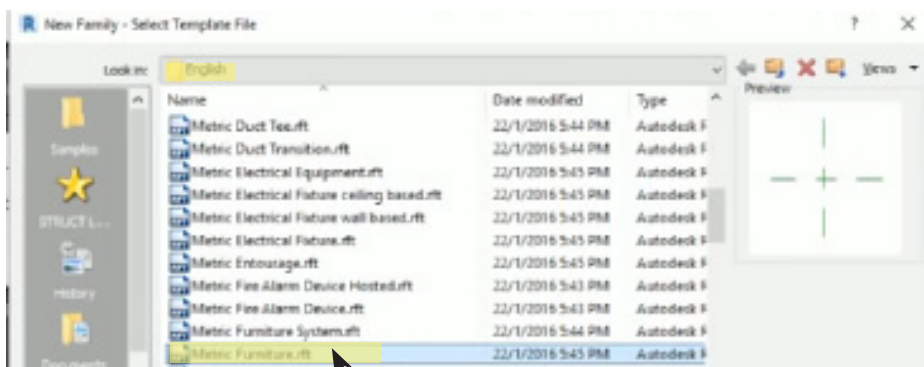 New Family - Select Template File ? ×
Look in: English Views
Preview
Name Date modified Type
Metric Duct Tee.rft 22/1/2016 5:44 PM Autodesk F
Metric Duct Transition.rft 22/1/2016 5:44 PM Autodesk F
Metric Electrical Equipment.rft 22/1/2016 5:45 PM Autodesk F
Metric Electrical Fixture ceiling based.rft 22/1/2016 5:45 PM Autodesk F
Metric Electrical Fixture wall based.rft 22/1/2016 5:45 PM Autodesk F
Metric Electrical Fixture.rft 22/1/2016 5:45 PM Autodesk F
Metric Entourage.rft 22/1/2016 5:45 PM Autodesk F
Metric Fire Alarm Device Hosted.rft 22/1/2016 5:43 PM Autodesk F
Metric Fire Alarm Device.rft 22/1/2016 5:43 PM Autodesk F
Metric Furniture System.rft 22/1/2016 5:44 PM Autodesk F
Metric Furniture.rft 22/1/2016 5:45 PM Autodesk F
Samples
STRUCT L...
History
Documents